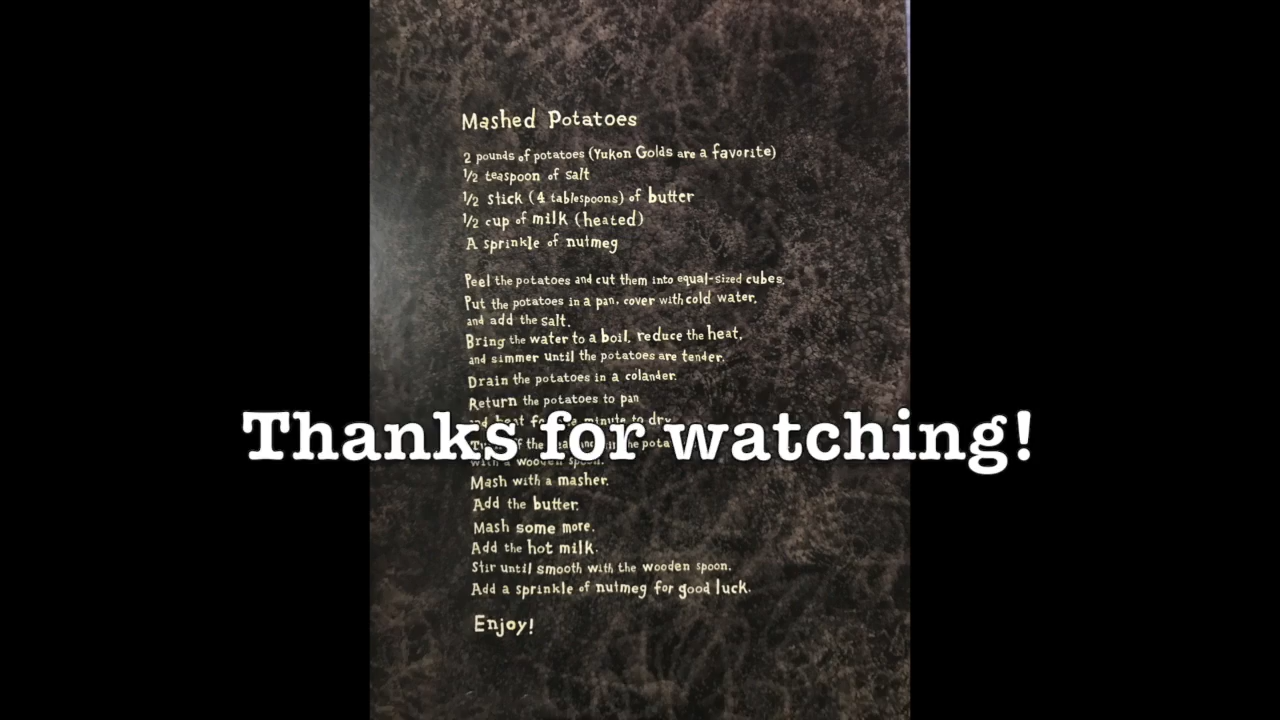 Mashed Potatoes
2 pounds of potatoes (Yukon Golds are a favorite)
1/2 teaspoon of salt
1/2 stick (4 tablespoons) of butter
1/2 cup of milk (heated)
A sprinkle of nutmeg
Peel the potatoes and cut them into equal-sized cubes.
Put the potatoes in a pan, cover with cold water,
and add the salt.
Bring the water to a boil, reduce the heat,
and simmer until the potatoes are tender.
Drain the potatoes in a colander.
Return the potatoes to pan
minute to dry
the
with a wooden spoon.
Thanks for watching!
Mash with a masher.
Add the butter.
Mash some more.
Add the hot milk.
Stir until smooth with the wooden spoon.
Add a sprinkle of nutmeg for good luck.
Enjoy!